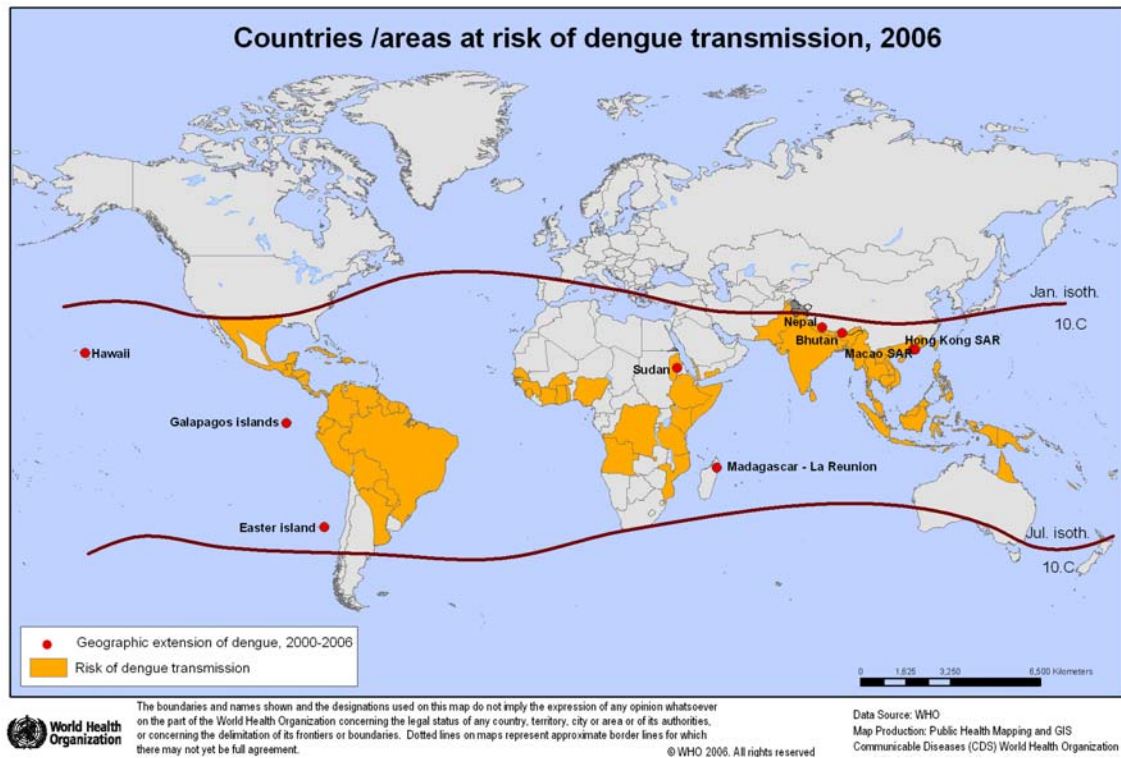 Countries /areas at risk of dengue transmission, 2006
Jan. isoth.
10.C
Nepal
Bhutan
Hong Kong SAR
Macao SAR
Hawaii
Sudan
Galapagos islands
Madagascar - La Reunion
Easter island
Jul. isoth.
10.C
Geographic extension of dengue, 2000-2006
Risk of dengue transmission
0 1,625 3,250 6,500 Kilometers
World Health
Organization
The boundaries and names shown and the designations used on this map do not imply the expression of any opinion whatsoever
on the part of the World Health Organization concerning the legal status of any country, territory, city or area or of its authorities,
or concerning the delimitation of its frontiers or boundaries. Dotted lines on maps represent approximate border lines for which
there may not yet be full agreement.
© WHO 2006. All rights reserved
Data Source: WHO
Map Production: Public Health Mapping and GIS
Communicable Diseases (CDS) World Health Organization